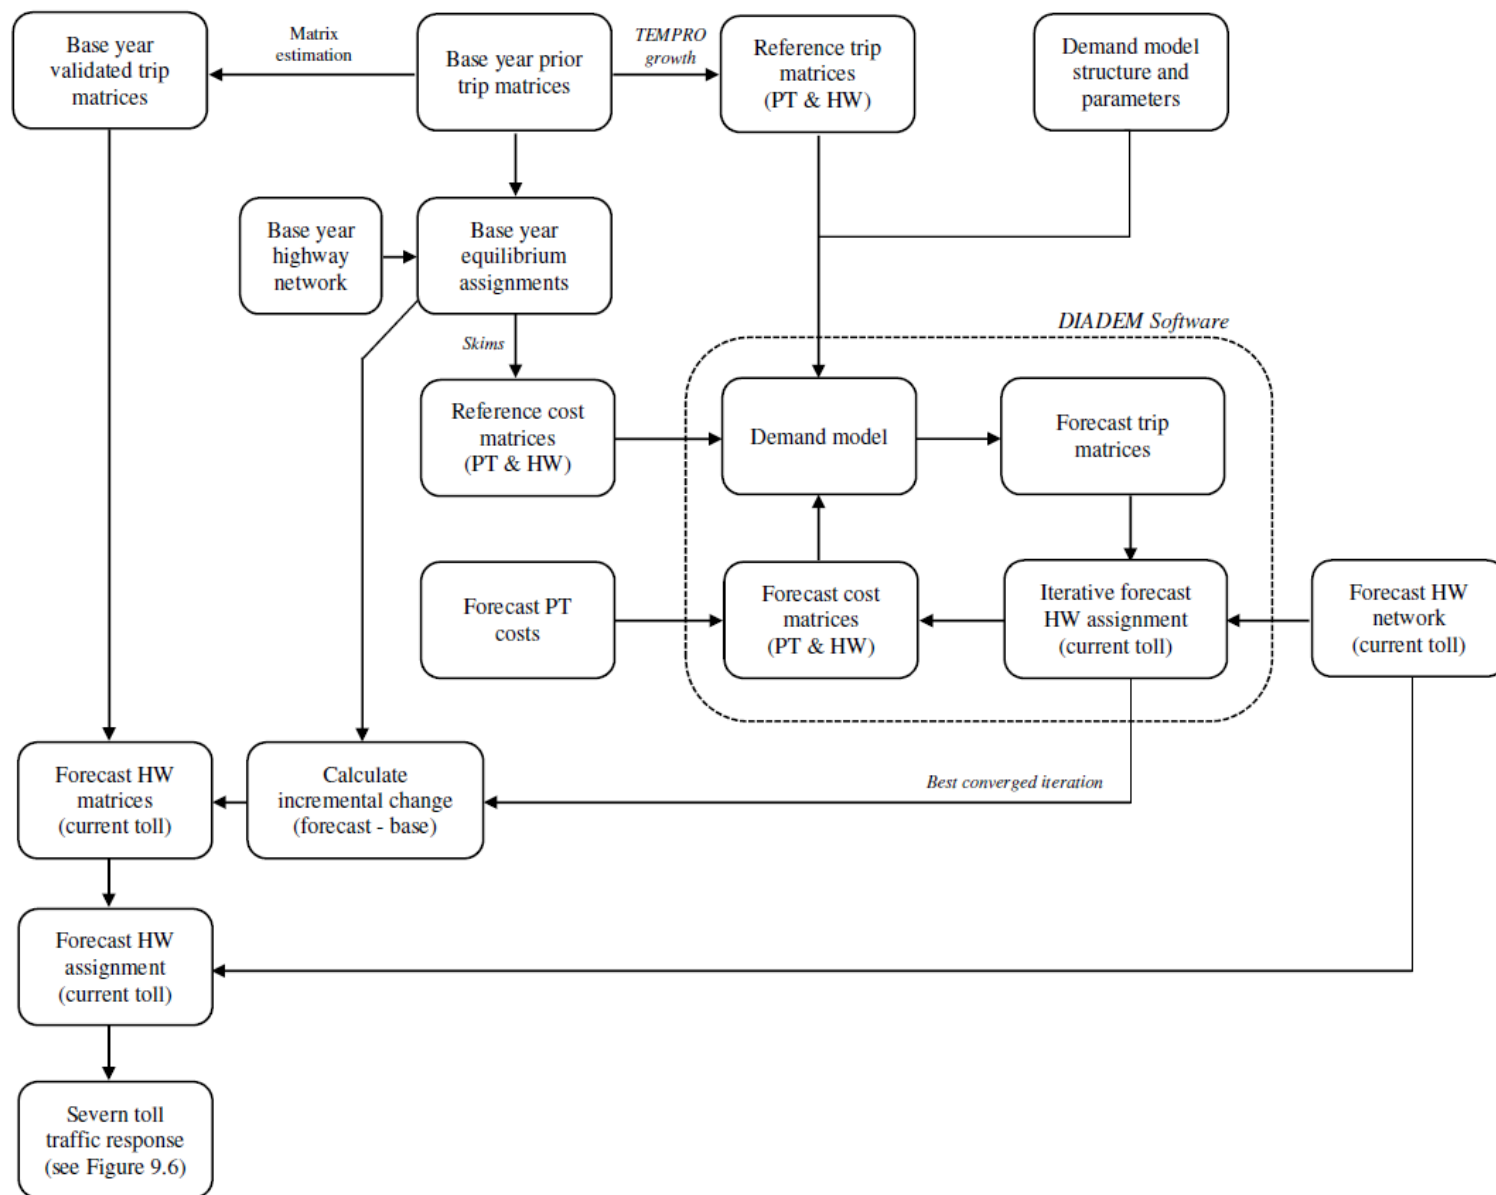 Base year
validated trip
matrices
Matrix
estimation
Base year prior
trip matrices
TEMPRO
growth
Reference trip
matrices
(PT & HW)
Demand model
structure and
parameters
Base year
highway
network
Base year
equilibrium
assignments
Skims
DIADEM Software
Reference cost
matrices
(PT & HW)
Demand model
Forecast trip
matrices
Forecast PT
costs
Forecast cost
matrices
(PT & HW)
Iterative forecast
HW assignment
(current toll)
Forecast HW
network
(current toll)
Forecast HW
matrices
(current toll)
Calculate
incremental change
(forecast - base)
Best converged iteration
Forecast HW
assignment
(current toll)
Severn toll
traffic response
(see Figure 9.6)